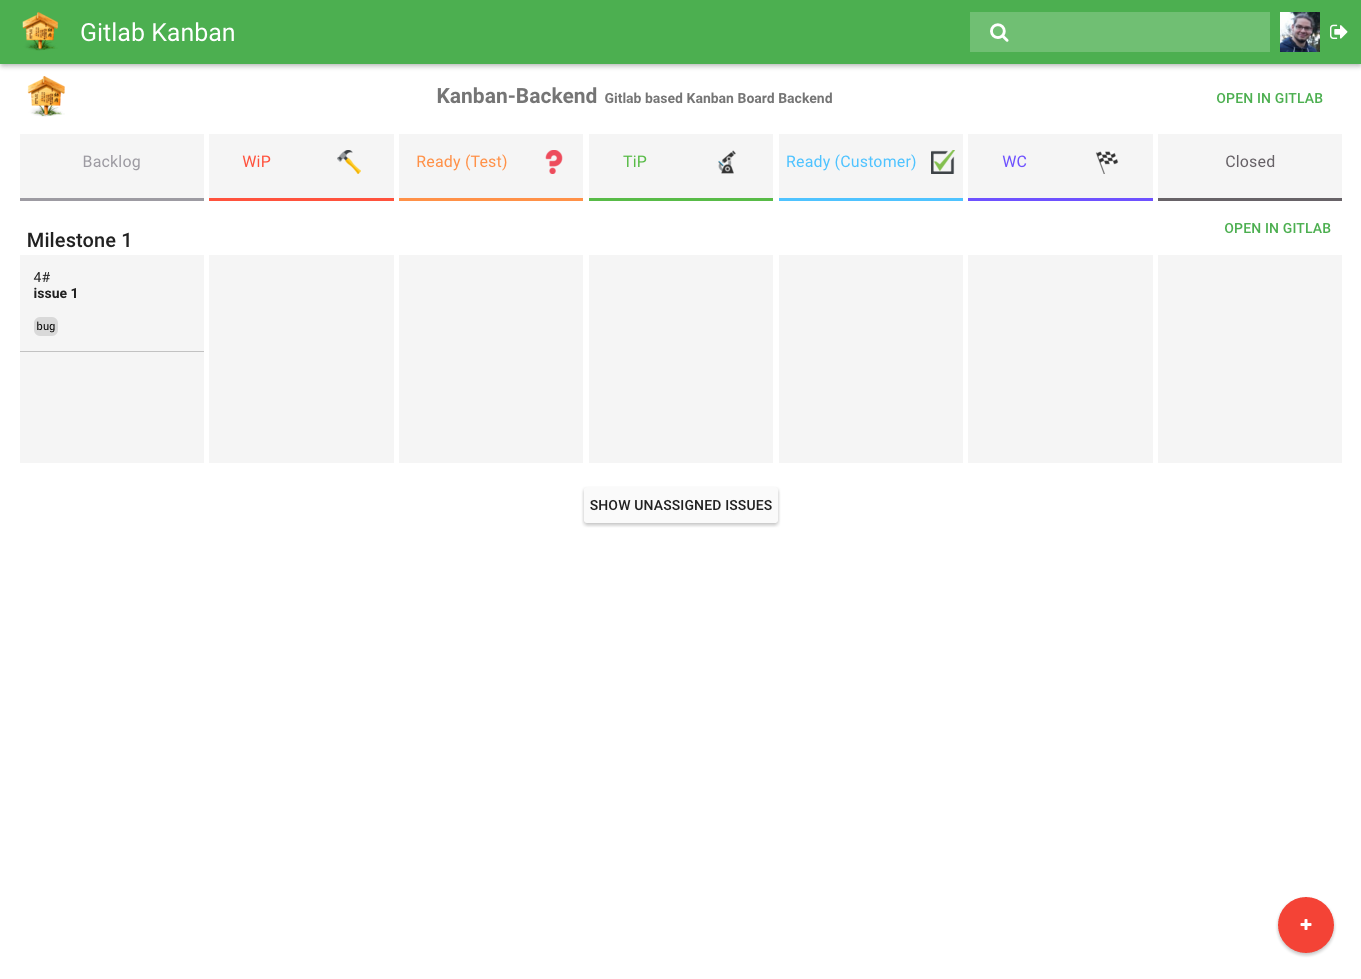 Gitlab Kanban
Kanban-Backend Gitlab based Kanban Board Backend
OPEN IN GITLAB
Backlog
WiP
Ready (Test)
TiP
Ready (Customer)
WC
Closed
Milestone 1
OPEN IN GITLAB
4#
issue 1
bug
SHOW UNASSIGNED ISSUES
+